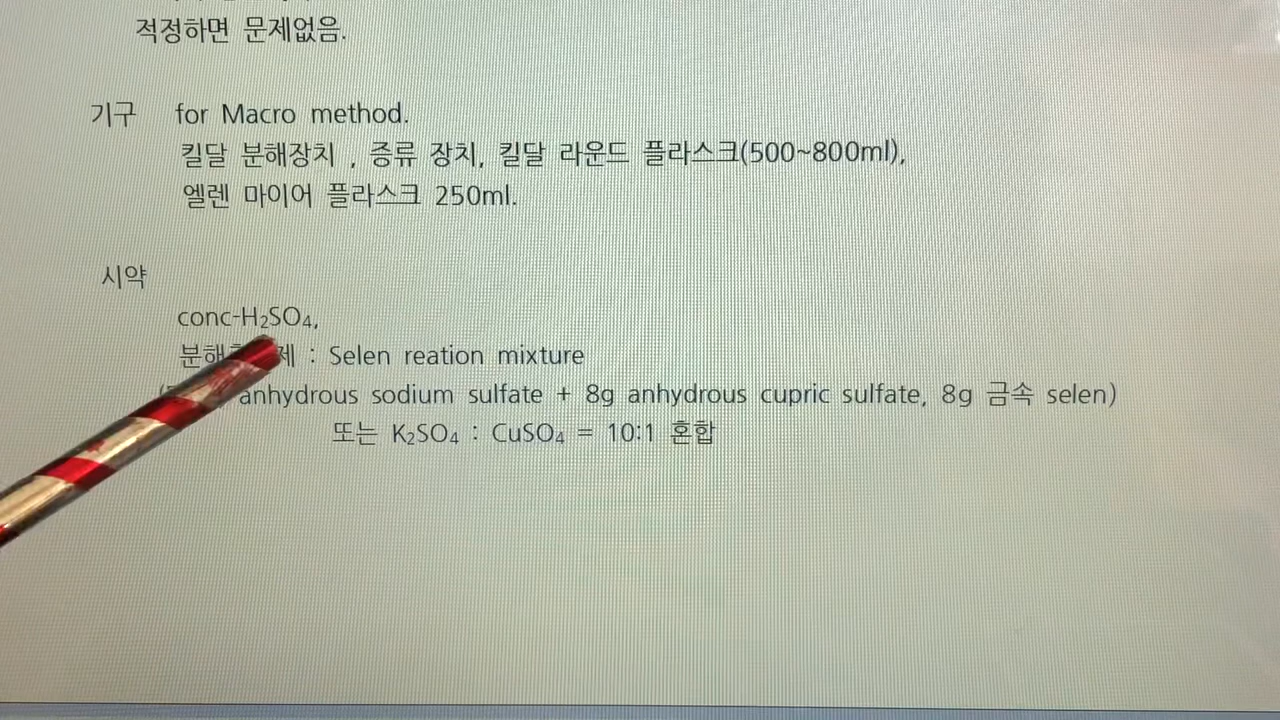 적정하면 문제없음.
기구 for Macro method.
킬달 분해장치 , 증류 장치, 킬달 라운드 플라스크(500~800ml),
엘렌 마이어 플라스크 250ml.
시약
conc-H₂SO₄,
분해 제 : Selen reation mixture
anhydrous sodium sulfate + 8g anhydrous cupric sulfate, 8g 금속 selen)
또는 K₂SO₄ : CuSO₄ = 10:1 혼합